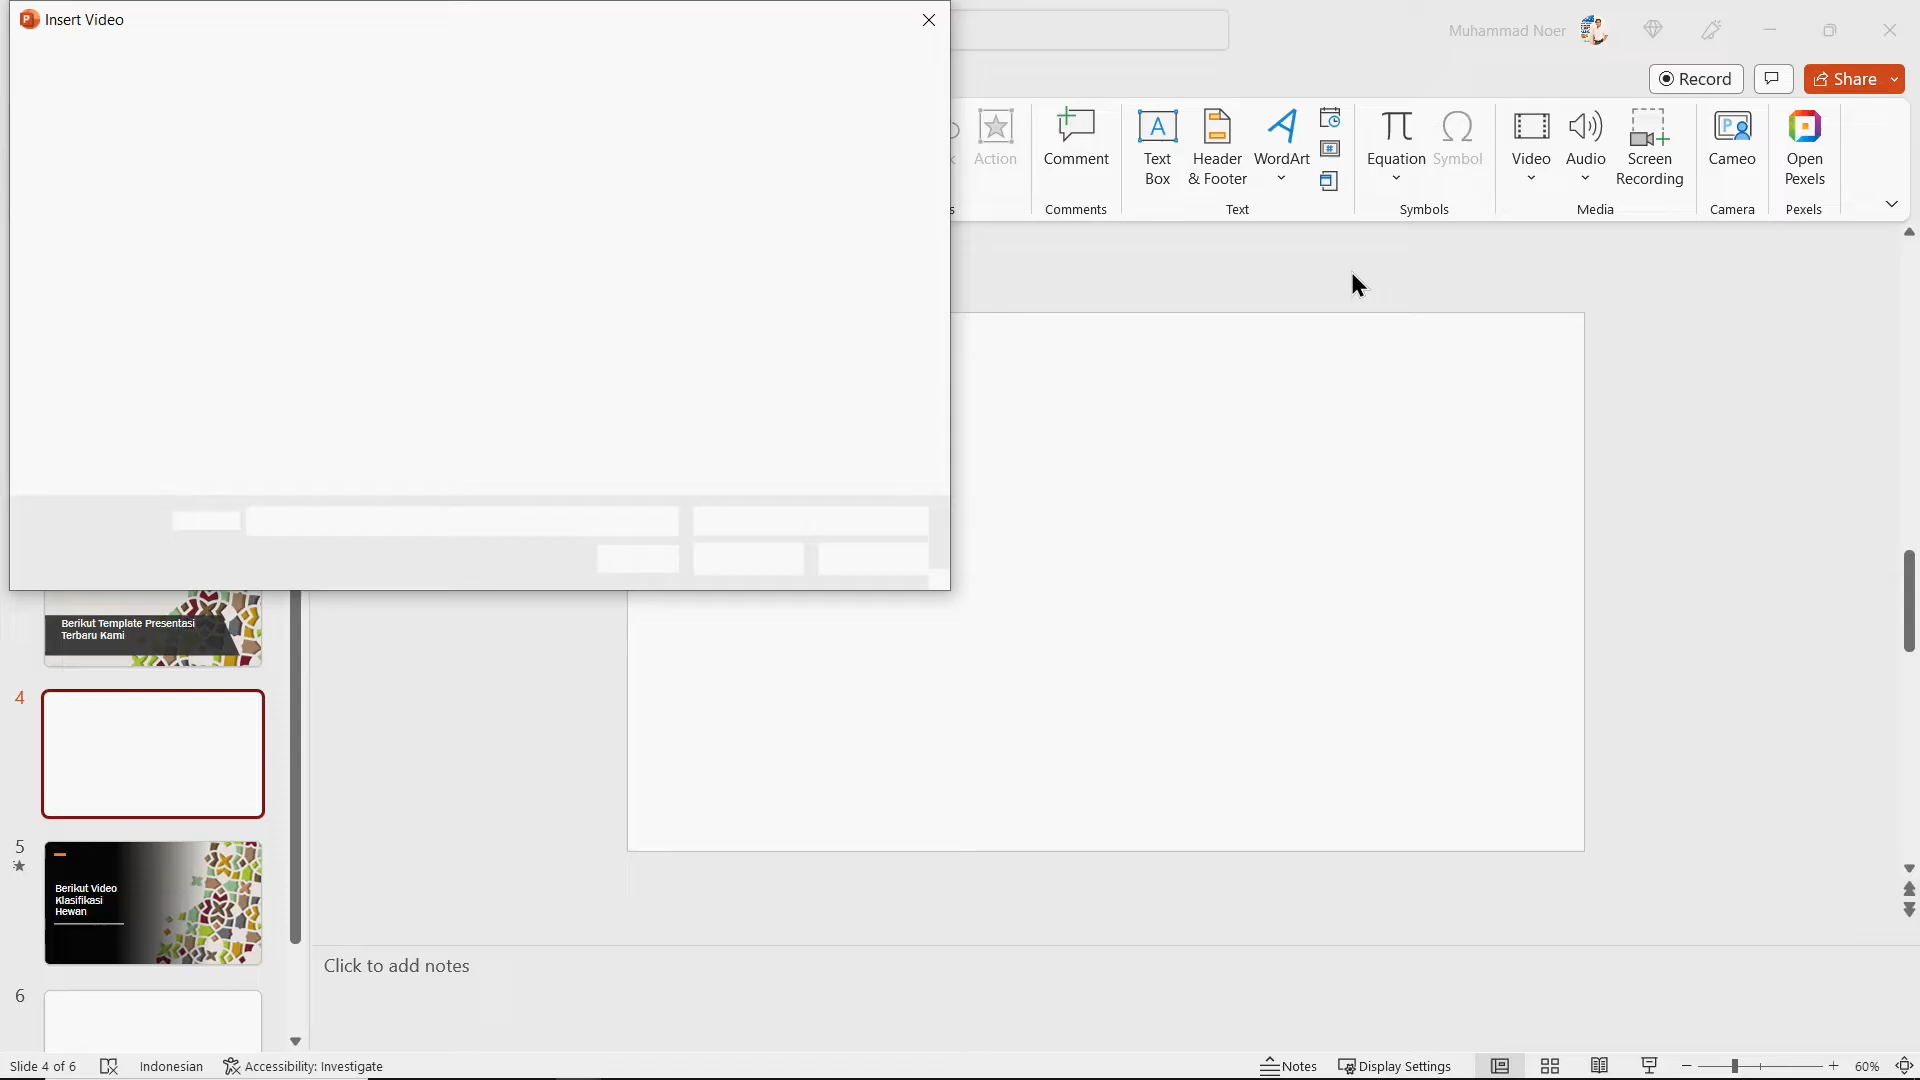 Insert Video
Muhammad Noer
Record
Share
Action
Comment
Text
Box
Header
& Footer
WordArt
Equation
Symbol
Video
Audio
Screen
Recording
Cameo
Open
Pexels
Comments
Text
Symbols
Media
Camera
Pexels
Berikut Template Presentasi
Terbaru Kami
4
5
Berikut Video
Klasifikasi
Hewan
6
Click to add notes
Slide 4 of 6
Indonesian
Accessibility: Investigate
Notes
Display Settings
60%